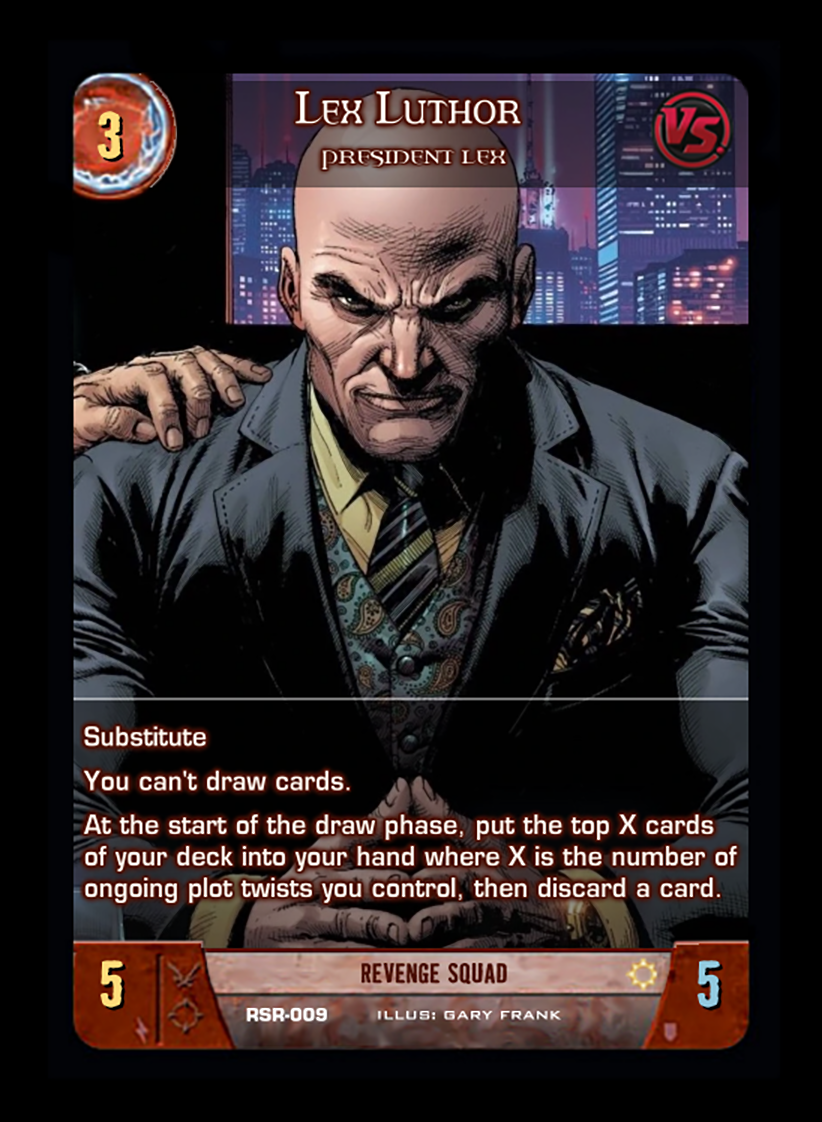 3
Lex Luthor
President Lex
VS.
Substitute
You can't draw cards.
At the start of the draw phase, put the top X cards
of your deck into your hand where X is the number of
ongoing plot twists you control, then discard a card.
5
REVENGE SQUAD
5
RSR-009 ILLUS: GARY FRANK